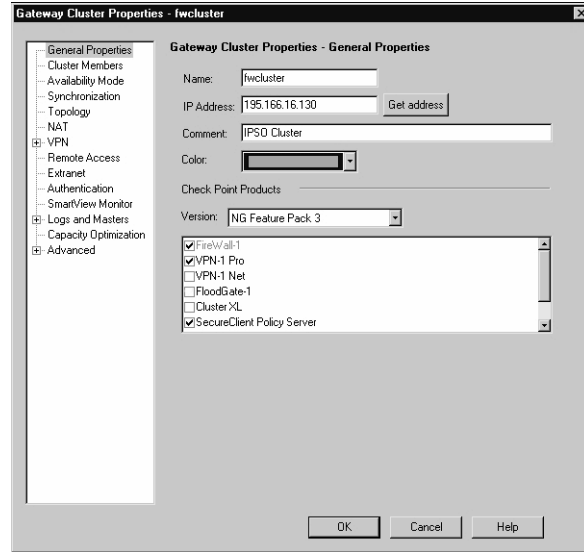 Gateway Cluster Properties - fwcluster
General Properties
Cluster Members
Availability Mode
Synchronization
Topology
NAT
VPN
Remote Access
Extranet
Authentication
SmartView Monitor
Logs and Masters
Capacity Optimization
Advanced
Gateway Cluster Properties - General Properties
Name: fwcluster
IP Address: 195.166.16.130 Get address
Comment: IPSO Cluster
Color:
Check Point Products
Version: NG Feature Pack 3
FireWall-1
VPN-1 Pro
VPN-1 Net
FloodGate-1
Cluster XL
SecureClient Policy Server
OK Cancel Help